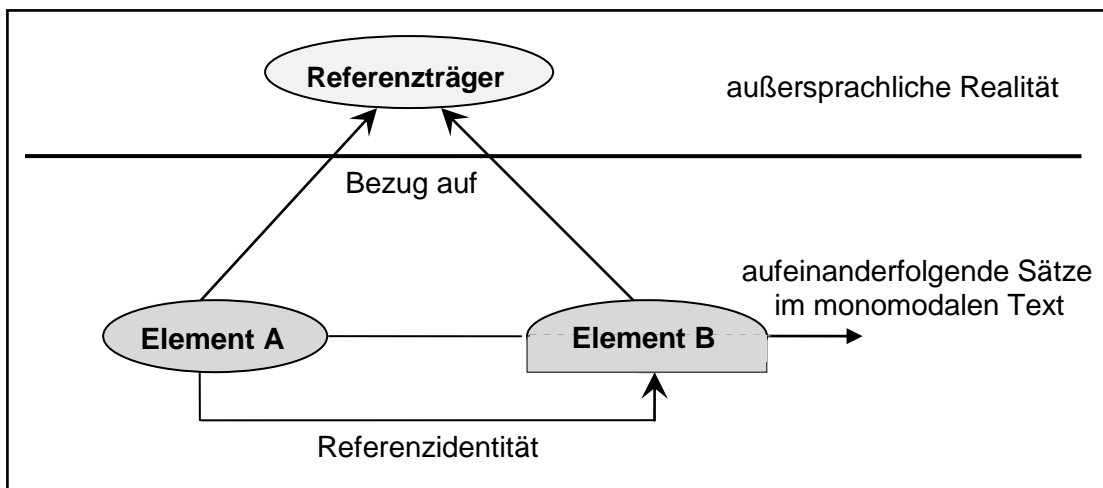 Referenzträger
außersprachliche Realität
Bezug auf
aufeinanderfolgende Sätze
im monomodalen Text
Element A
Element B
Referenzidentität